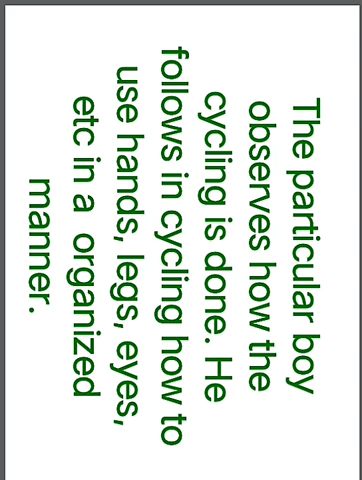 The particular boy
observes how the
cycling is done. He
follows in cycling how to
use hands, legs, eyes,
etc in a organized
manner.